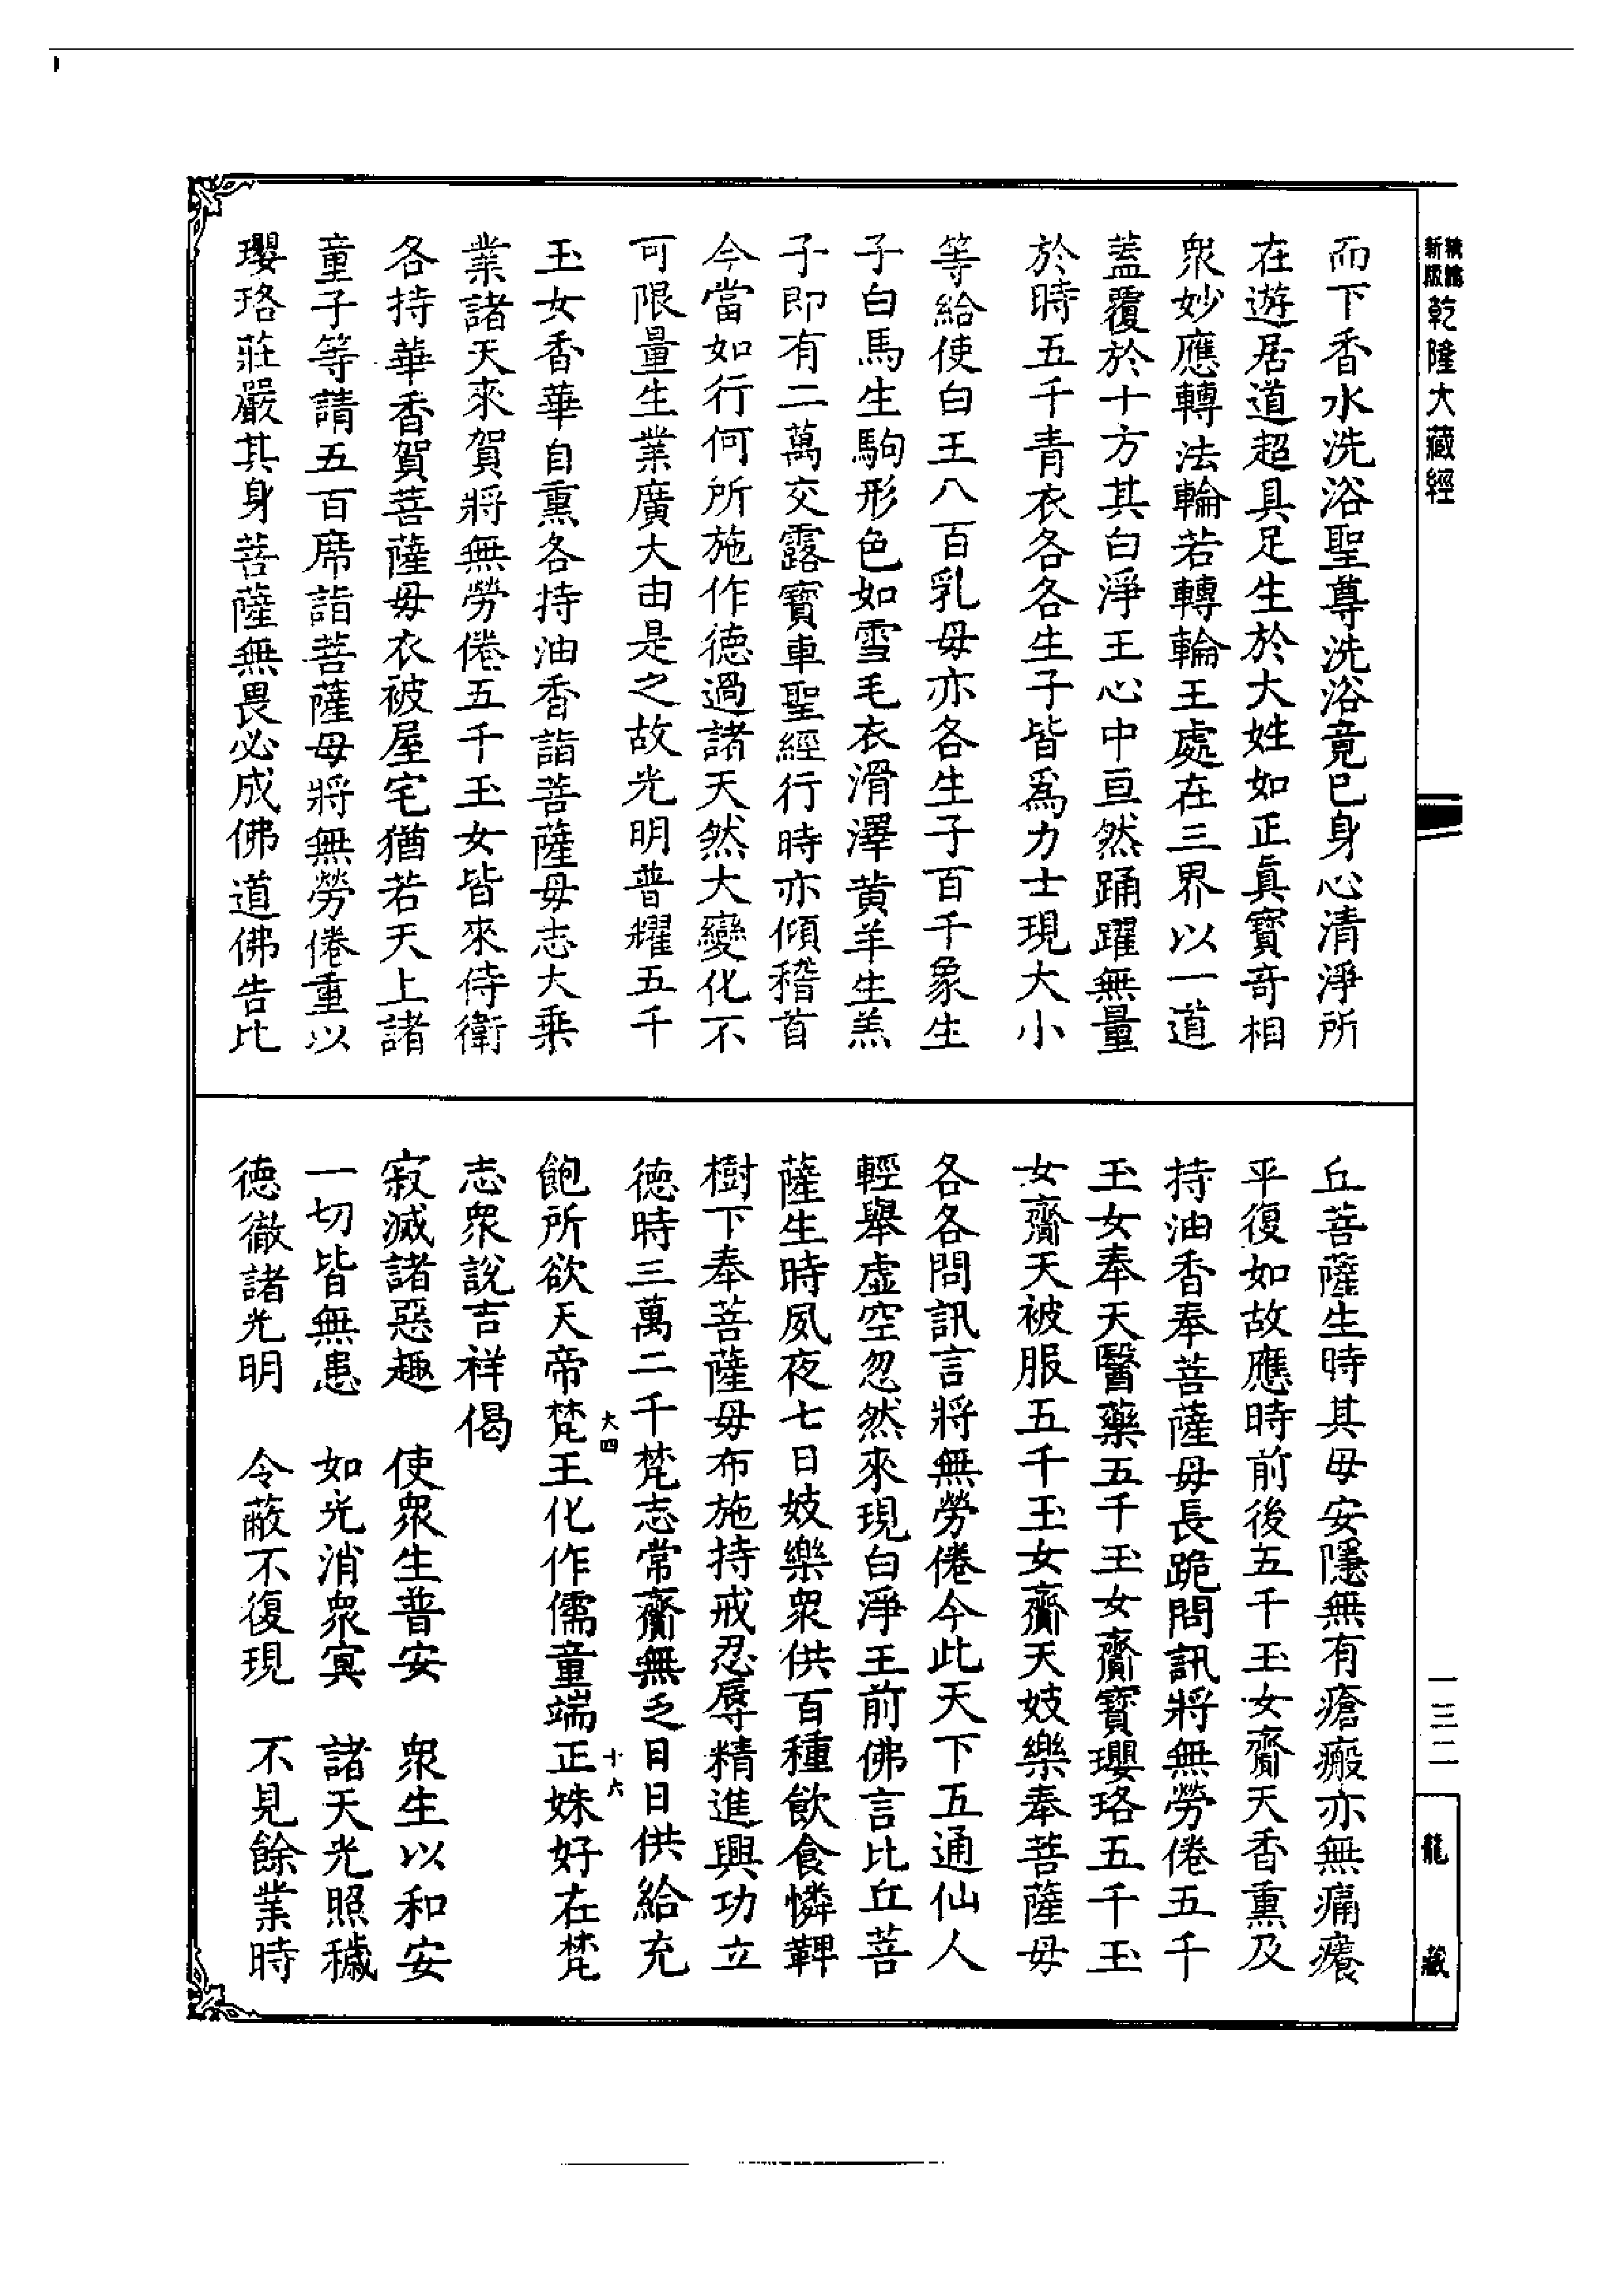 新版
乾隆大藏經
而下香水洗浴聖尊洗浴竟已身心清淨所
在遊居道超具足生於大姓如正真寶奇相
衆妙應轉法輪若轉輪王處在三界以一道
蓋覆於十方其白淨王心中亘然踊躍無量
於時五千青衣各各生子皆爲力士現大小
等給使白王八百乳母亦各生子百千象生
子白馬生駒形色如雪毛衣滑澤黄羊生羔
子即有二萬交露寶車聖經行時亦傾稽首
今當如行何所施作德過諸天然大變化不
可限量生業廣大由是之故光明普耀五千
玉女香華自熏各持油香詣菩薩母志大乗
業諸天來賀將無勞倦五千玉女皆來侍衛
各持華香賀菩薩母衣被屋宅猶若天上諸
童子等請五百席詣菩薩母將無勞倦重以
瓔珞莊嚴其身菩薩無畏必成佛道佛告比
丘菩薩生時其母安隱無有瘡瘢亦無痛癢
平復如故應時前後五千玉女齎天香熏及
持油香奉菩薩母長跪問訊將無勞倦五千
玉女奉天醫藥五千玉女齎寶瓔珞五千玉
女齎天被服五千玉女齎天妓樂奉菩薩母
各各問訊言將無勞倦今此天下五通仙人
輕舉虛空忽然來現白淨王前佛言比丘菩
薩生時夙夜七日妓樂衆供百種飲食憐鞞
樹下奉菩薩母布施持戒忍辱精進興功立
德時三萬二千梵志常齎無乏日日供給充
飽所欲天帝梵王化作儒童端正姝好在梵
志衆說吉祥偈
寂滅諸惡趣　使衆生普安　衆生以和安
一切皆無患　如光消衆冥　諸天光照穢
德徹諸光明　令蔽不復現　不見餘業時
大四
十六
一三二
龍藏